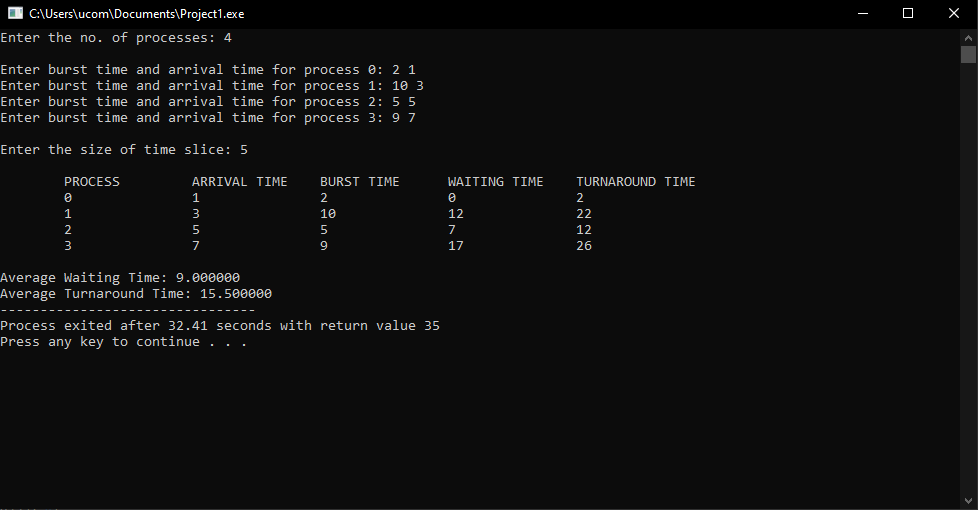 C:\Users\ucom\Documents\Project1.exe
Enter the no. of processes: 4
Enter burst time and arrival time for process 0: 2 1
Enter burst time and arrival time for process 1: 10 3
Enter burst time and arrival time for process 2: 5 5
Enter burst time and arrival time for process 3: 9 7
Enter the size of time slice: 5
PROCESS ARRIVAL TIME BURST TIME WAITING TIME TURNAROUND TIME
0 1 2 0 2
1 3 10 12 22
2 5 5 7 12
3 7 9 17 26
Average Waiting Time: 9.000000
Average Turnaround Time: 15.500000
--------------------------------
Process exited after 32.41 seconds with return value 35
Press any key to continue . . .